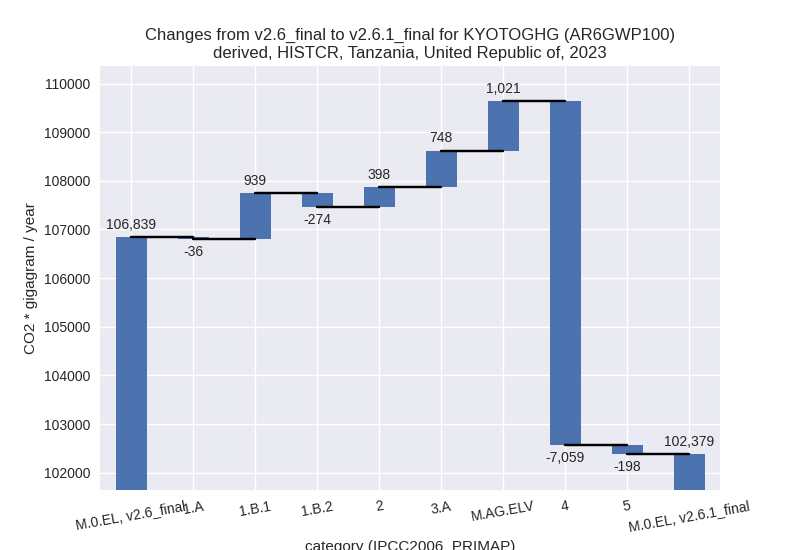 Changes from v2.6_final to v2.6.1_final for KYOTOGHG (AR6GWP100)
derived, HISTCR, Tanzania, United Republic of, 2023
CO2 * gigagram / year
110000
109000
108000
107000
106000
105000
104000
103000
102000
106,839
-36
939
-274
398
748
1,021
-7,059
-198
102,379
M.0.EL, v2.6_final
1.A
1.B.1
1.B.2
2
3.A
M.AG.ELV
4
5
M.0.EL, v2.6.1_final
category (IPCC2006_PRIMAP)